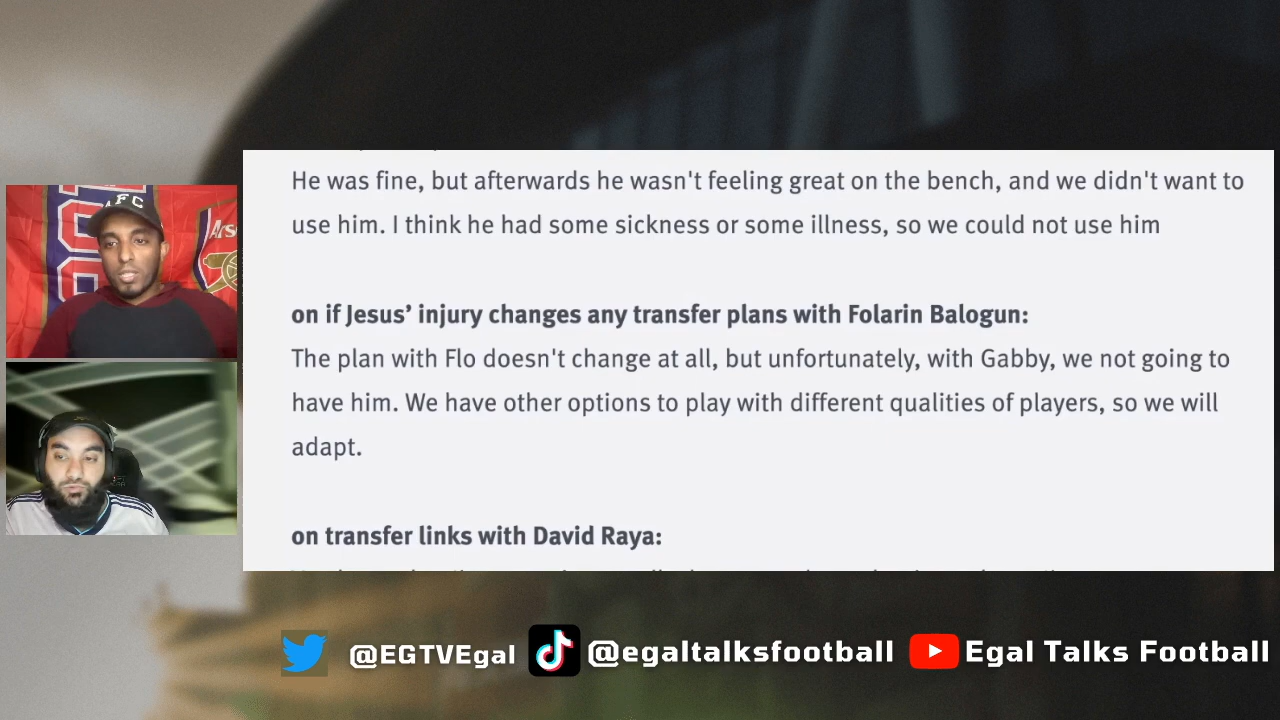 He was fine, but afterwards he wasn't feeling great on the bench, and we didn't want to
use him. I think he had some sickness or some illness, so we could not use him
on if Jesus’ injury changes any transfer plans with Folarin Balogun:
The plan with Flo doesn't change at all, but unfortunately, with Gabby, we not going to
have him. We have other options to play with different qualities of players, so we will
adapt.
on transfer links with David Raya:
AFC
Ars
@EGTVEgal
@egaltalksfootball
Egal Talks Football